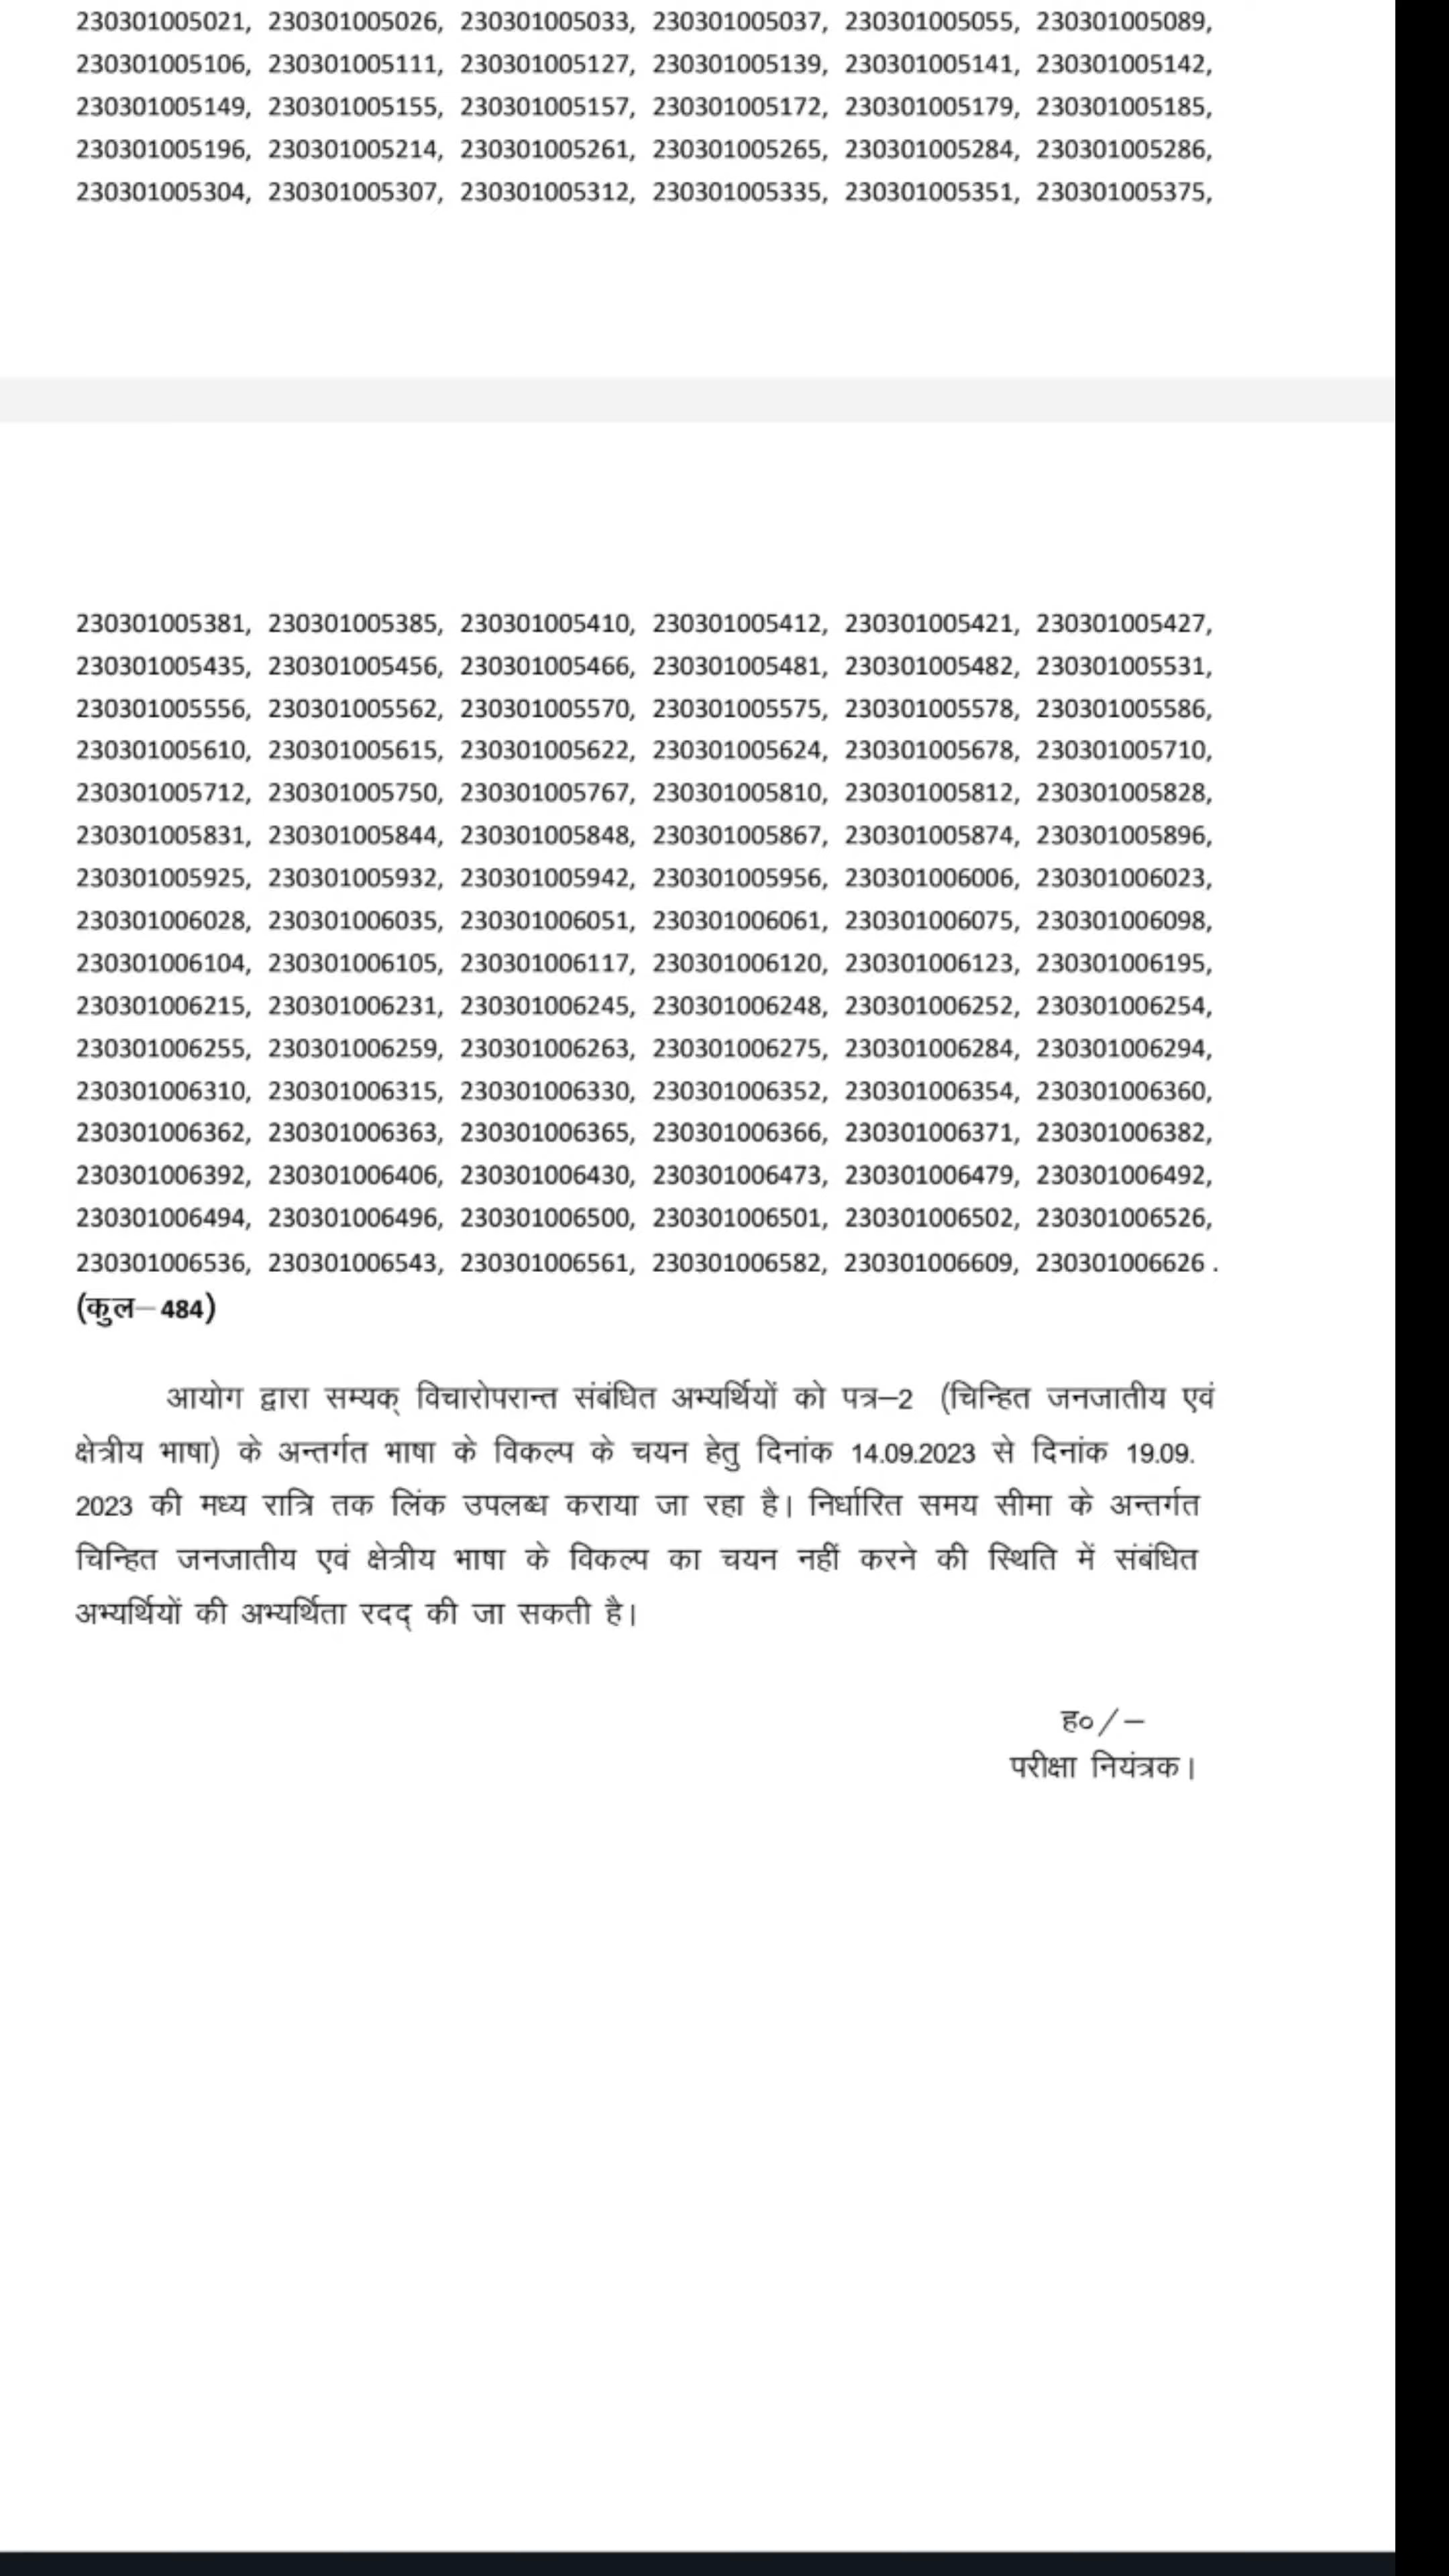 230301005021, 230301005026, 230301005033, 230301005037, 230301005055, 230301005089,
230301005106, 230301005111, 230301005127, 230301005139, 230301005141, 230301005142,
230301005149, 230301005155, 230301005157, 230301005172, 230301005179, 230301005185,
230301005196, 230301005214, 230301005261, 230301005265, 230301005284, 230301005286,
230301005304, 230301005307, 230301005312, 230301005335, 230301005351, 230301005375,
230301005381, 230301005385, 230301005410, 230301005412, 230301005421, 230301005427,
230301005435, 230301005456, 230301005466, 230301005481, 230301005482, 230301005531,
230301005556, 230301005562, 230301005570, 230301005575, 230301005578, 230301005586,
230301005610, 230301005615, 230301005622, 230301005624, 230301005678, 230301005710,
230301005712, 230301005750, 230301005767, 230301005810, 230301005812, 230301005828,
230301005831, 230301005844, 230301005848, 230301005867, 230301005874, 230301005896,
230301005925, 230301005932, 230301005942, 230301005956, 230301006006, 230301006023,
230301006028, 230301006035, 230301006051, 230301006061, 230301006075, 230301006098,
230301006104, 230301006105, 230301006117, 230301006120, 230301006123, 230301006195,
230301006215, 230301006231, 230301006245, 230301006248, 230301006252, 230301006254,
230301006255, 230301006259, 230301006263, 230301006275, 230301006284, 230301006294,
230301006310, 230301006315, 230301006330, 230301006352, 230301006354, 230301006360,
230301006362, 230301006363, 230301006365, 230301006366, 230301006371, 230301006382,
230301006392, 230301006406, 230301006430, 230301006473, 230301006479, 230301006492,
230301006494, 230301006496, 230301006500, 230301006501, 230301006502, 230301006526,
230301006536, 230301006543, 230301006561, 230301006582, 230301006609, 230301006626 .
(कुल– 484)
आयोग द्वारा सम्यक् विचारोपरान्त संबंधित अभ्यर्थियों को पत्र–2 (चिन्हित जनजातीय एवं
क्षेत्रीय भाषा) के अन्तर्गत भाषा के विकल्प के चयन हेतु दिनांक 14.09.2023 से दिनांक 19.09.
2023 की मध्य रात्रि तक लिंक उपलब्ध कराया जा रहा है। निर्धारित समय सीमा के अन्तर्गत
चिन्हित जनजातीय एवं क्षेत्रीय भाषा के विकल्प का चयन नहीं करने की स्थिति में संबंधित
अभ्यर्थियों की अभ्यर्थिता रदद् की जा सकती है।
ह०/–
परीक्षा नियंत्रक।